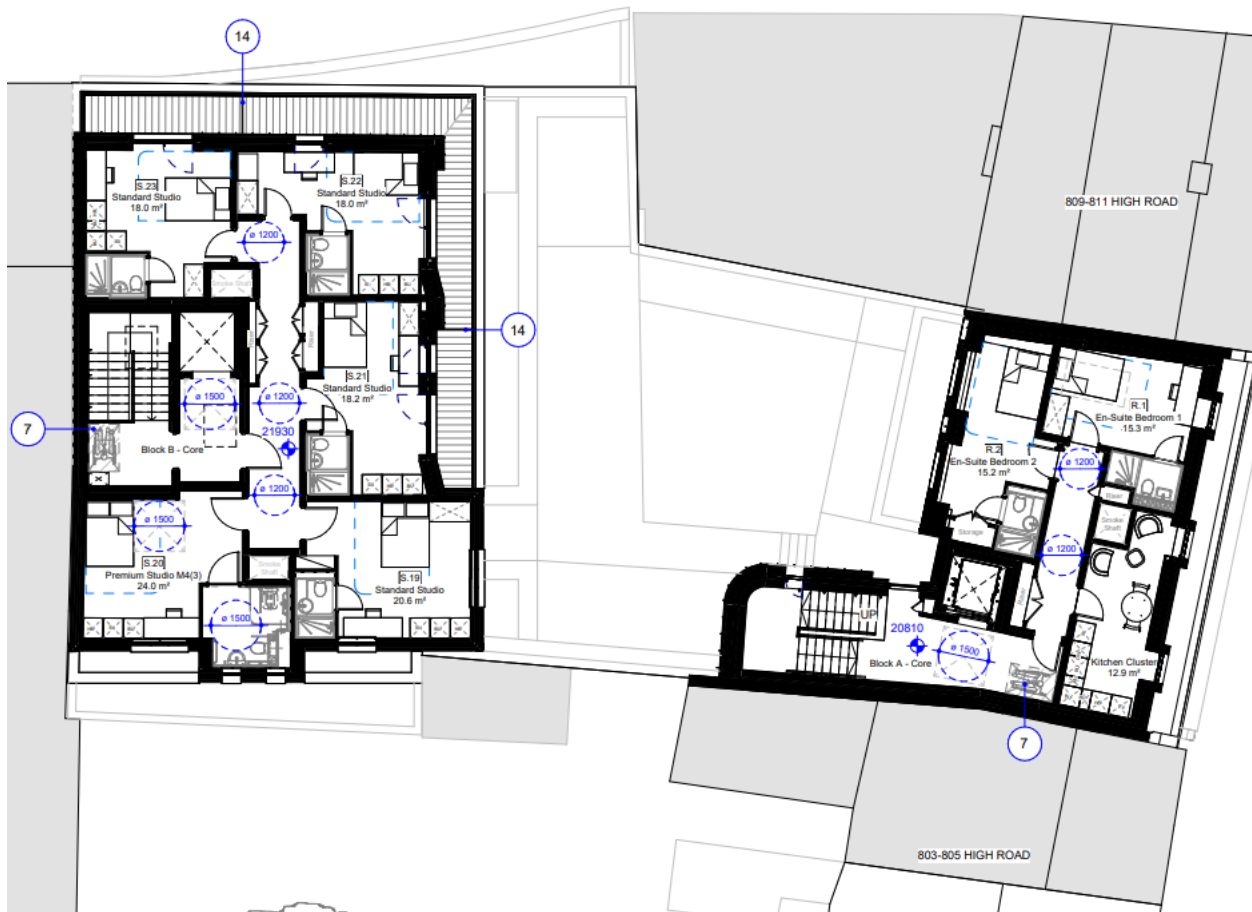 14
S.23
Standard Studio
18.0 m²
S.22
Standard Studio
18.0 m²
ø 1200
Smoke Shaft
809-811 HIGH ROAD
14
Riser
Riser
S.21
Standard Studio
18.2 m²
ø 1500
ø 1200
7
21930
Block B - Core
R.1
En-Suite Bedroom 1
15.3 m²
R.2
En-Suite Bedroom 2
15.2 m²
ø 1200
Riser
ø 1200
ø 1500
S.20
Premium Studio M4(3)
24.0 m²
Smoke
Shaft
S.19
Standard Studio
20.6 m²
ø 1500
Storage
Smoke
Shaft
ø 1200
Riser
UP
20810
Block A - Core
ø 1500
Kitchen Cluster
12.9 m²
7
803-805 HIGH ROAD